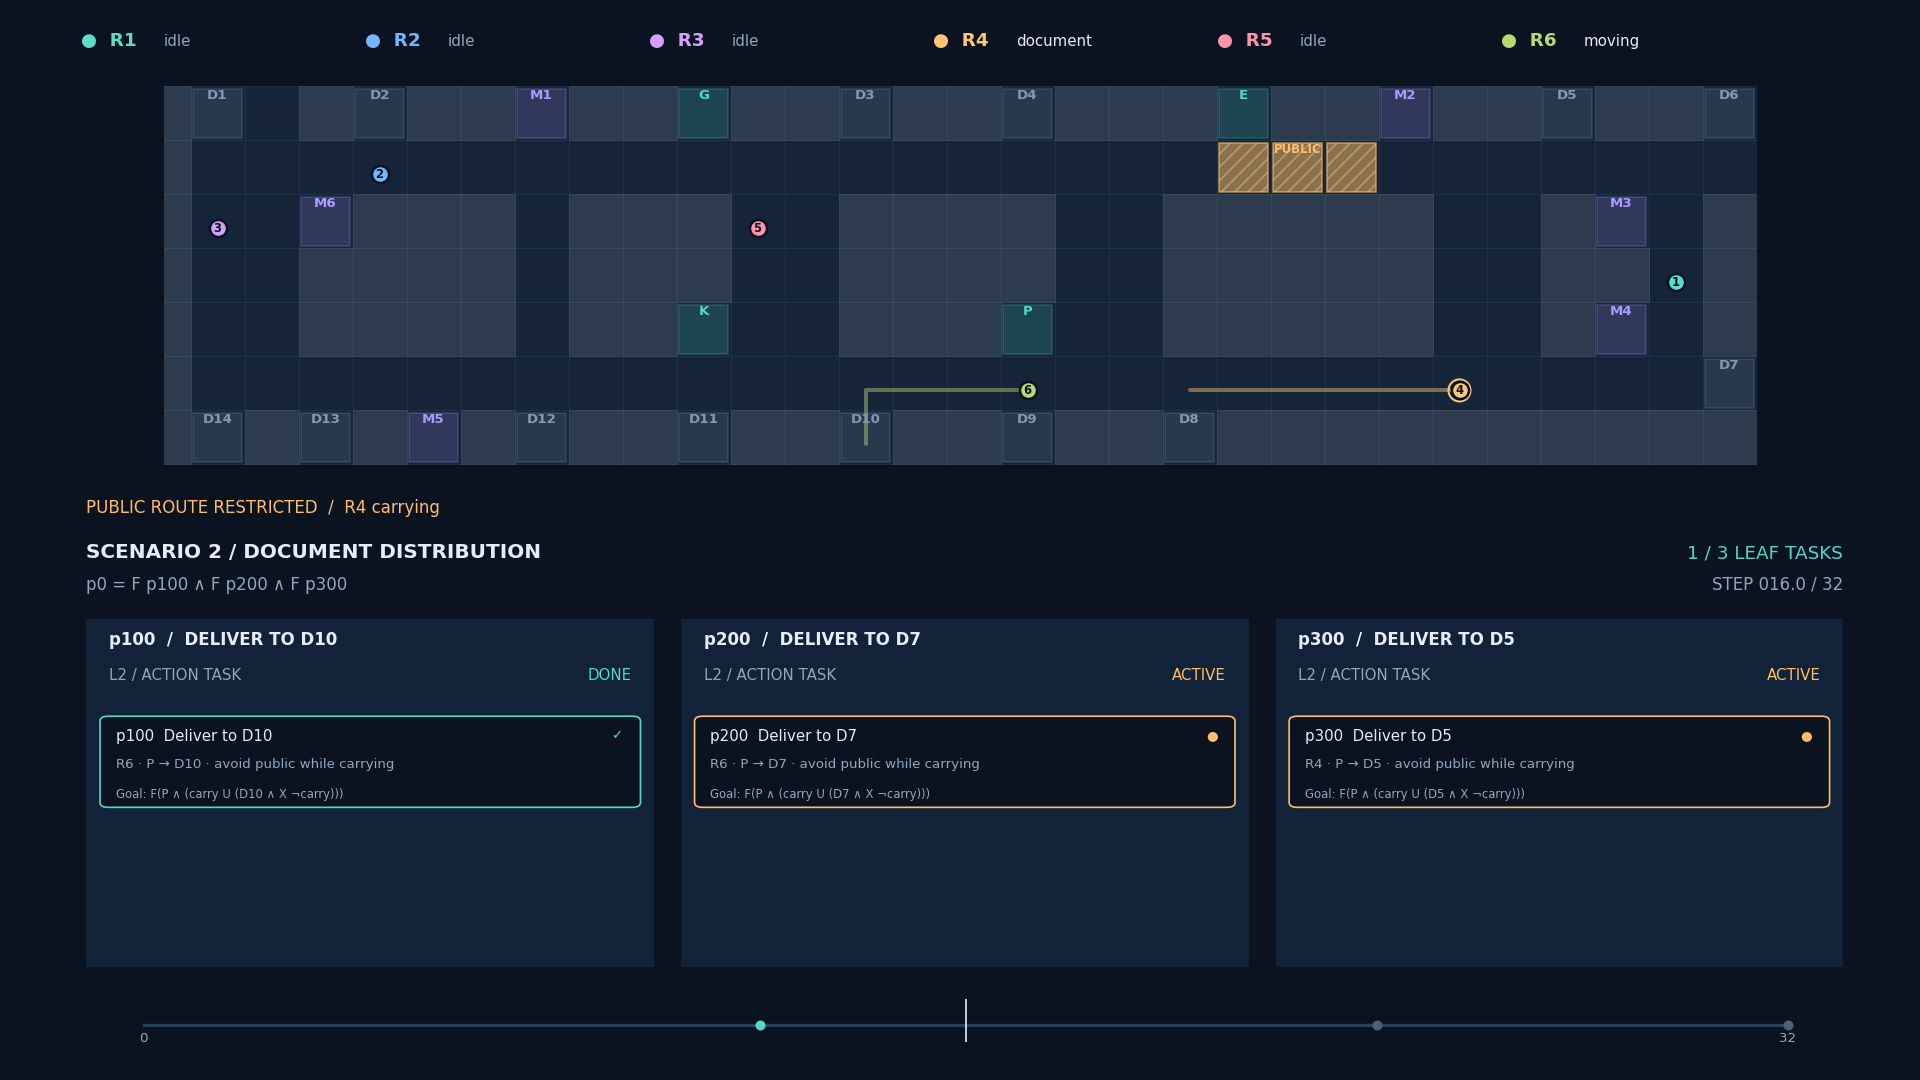 R1 idle R2 idle R3 idle R4 document R5 idle R6 moving
D1 D2 M1 G D3 D4 E M2 D5 D6
PUBLIC
2
M6 M3
3 5
1
K P M4
D7
6 4
D14 D13 M5 D12 D11 D10 D9 D8
PUBLIC ROUTE RESTRICTED / R4 carrying
SCENARIO 2 / DOCUMENT DISTRIBUTION
1 / 3 LEAF TASKS
p0 = F p100 ∧ F p200 ∧ F p300
STEP 016.0 / 32
p100 / DELIVER TO D10
L2 / ACTION TASK DONE
p100 Deliver to D10 ✓
R6 · P → D10 · avoid public while carrying
Goal: F(P ∧ (carry U (D10 ∧ X ¬carry)))
p200 / DELIVER TO D7
L2 / ACTION TASK ACTIVE
p200 Deliver to D7
R6 · P → D7 · avoid public while carrying
Goal: F(P ∧ (carry U (D7 ∧ X ¬carry)))
p300 / DELIVER TO D5
L2 / ACTION TASK ACTIVE
p300 Deliver to D5
R4 · P → D5 · avoid public while carrying
Goal: F(P ∧ (carry U (D5 ∧ X ¬carry)))
0 32